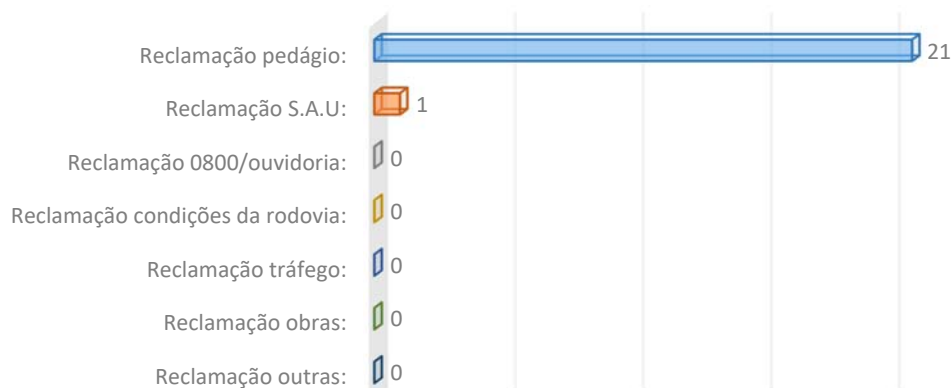 Reclamação pedágio: 21
Reclamação S.A.U: 1
Reclamação 0800/ouvidoria: 0
Reclamação condições da rodovia: 0
Reclamação tráfego: 0
Reclamação obras: 0
Reclamação outras: 0